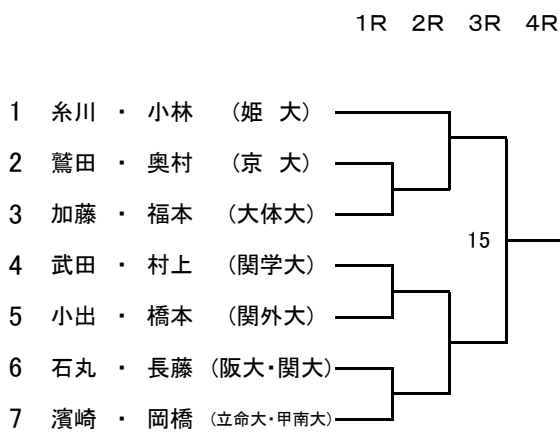 1R 2R 3R 4R
1 糸川 ・ 小林 (姫 大)
2 鷲田 ・ 奥村 (京 大)
3 加藤 ・ 福本 (大体大)
15
4 武田 ・ 村上 (関学大)
5 小出 ・ 橋本 (関外大)
6 石丸 ・ 長藤 (阪大・関大)
7 濱崎 ・ 岡橋 (立命大・甲南大)